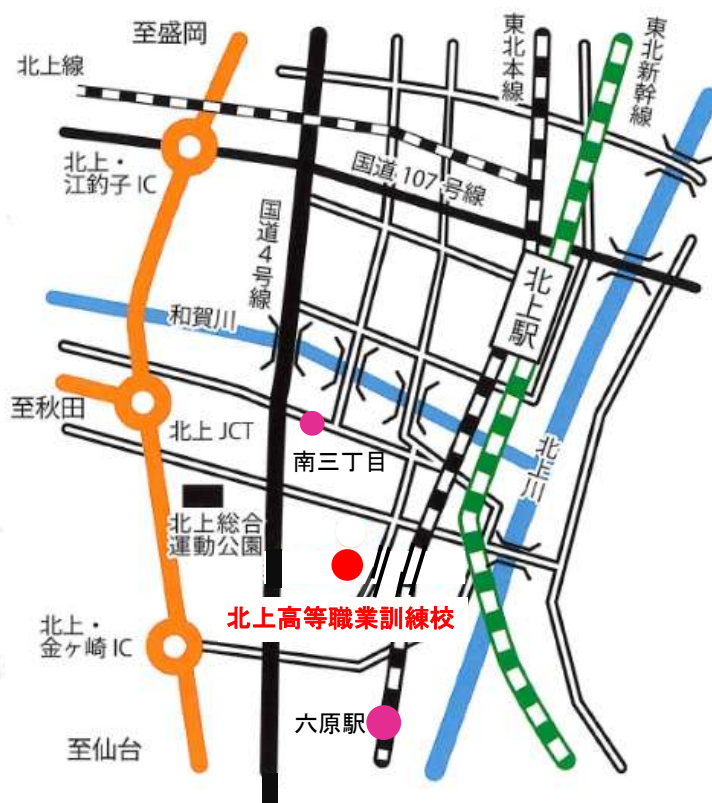 至盛岡
北上線
東北本線
東北新幹線
北上・
江釣子 IC
国道 107 号線
国道4号線
和賀川
北上駅
至秋田
北上 JCT
南三丁目
北上川
北上総合
運動公園
北上高等職業訓練校
北上・
金ヶ崎 IC
六原駅
至仙台